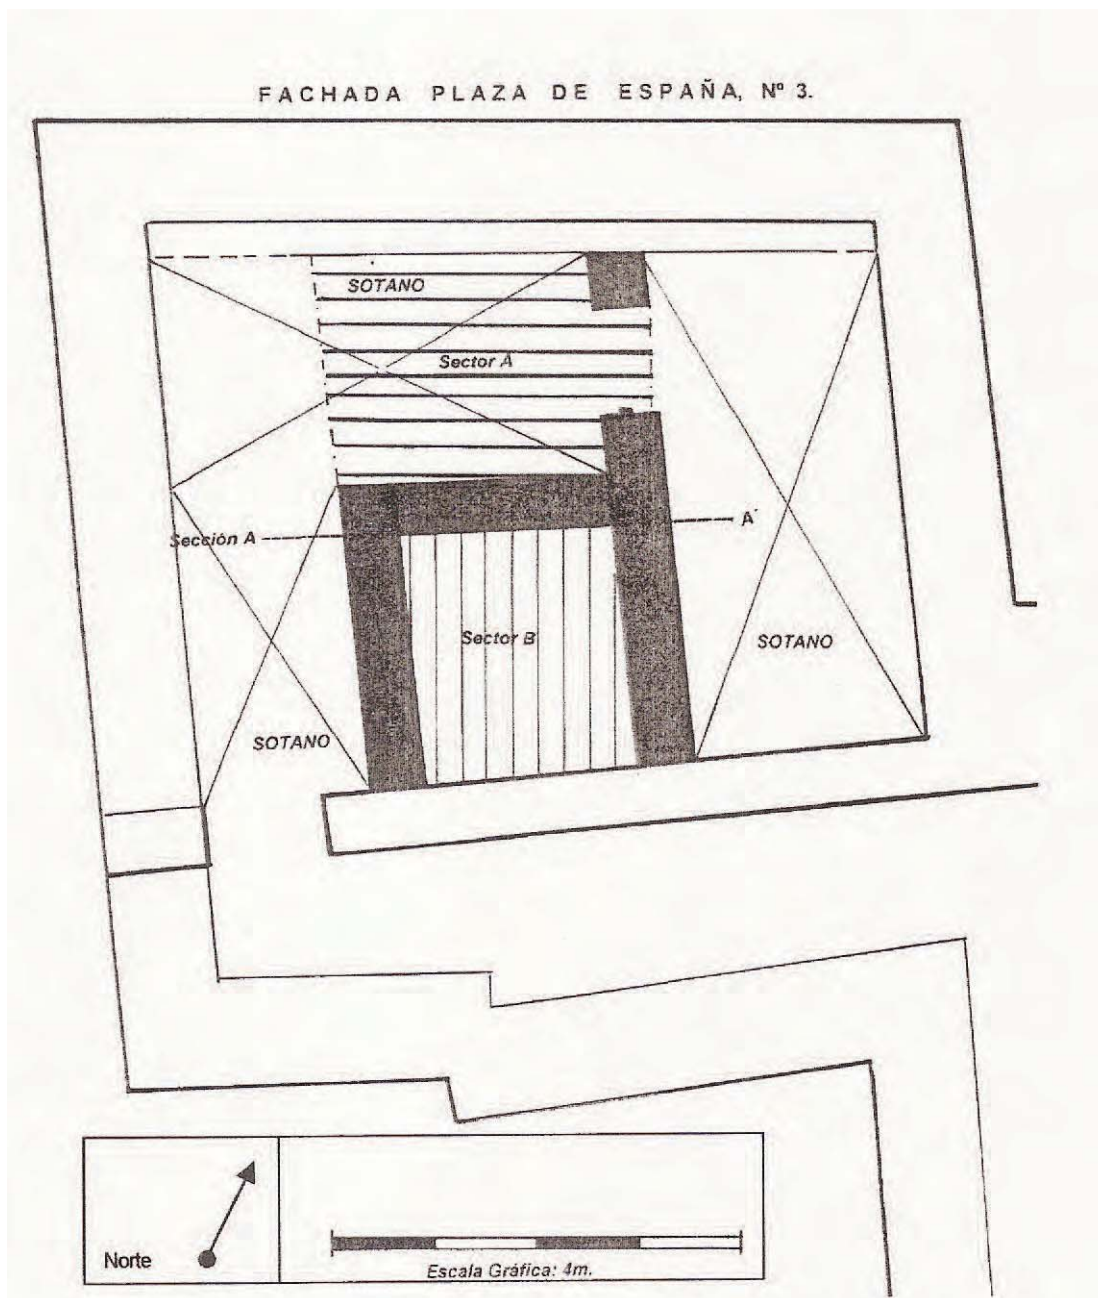 FACHADA PLAZA DE ESPAÑA, Nº 3.
SOTANO
Sector A
Sección A
A´
Sector B
SOTANO
SOTANO
Norte
Escala Gráfica: 4m.